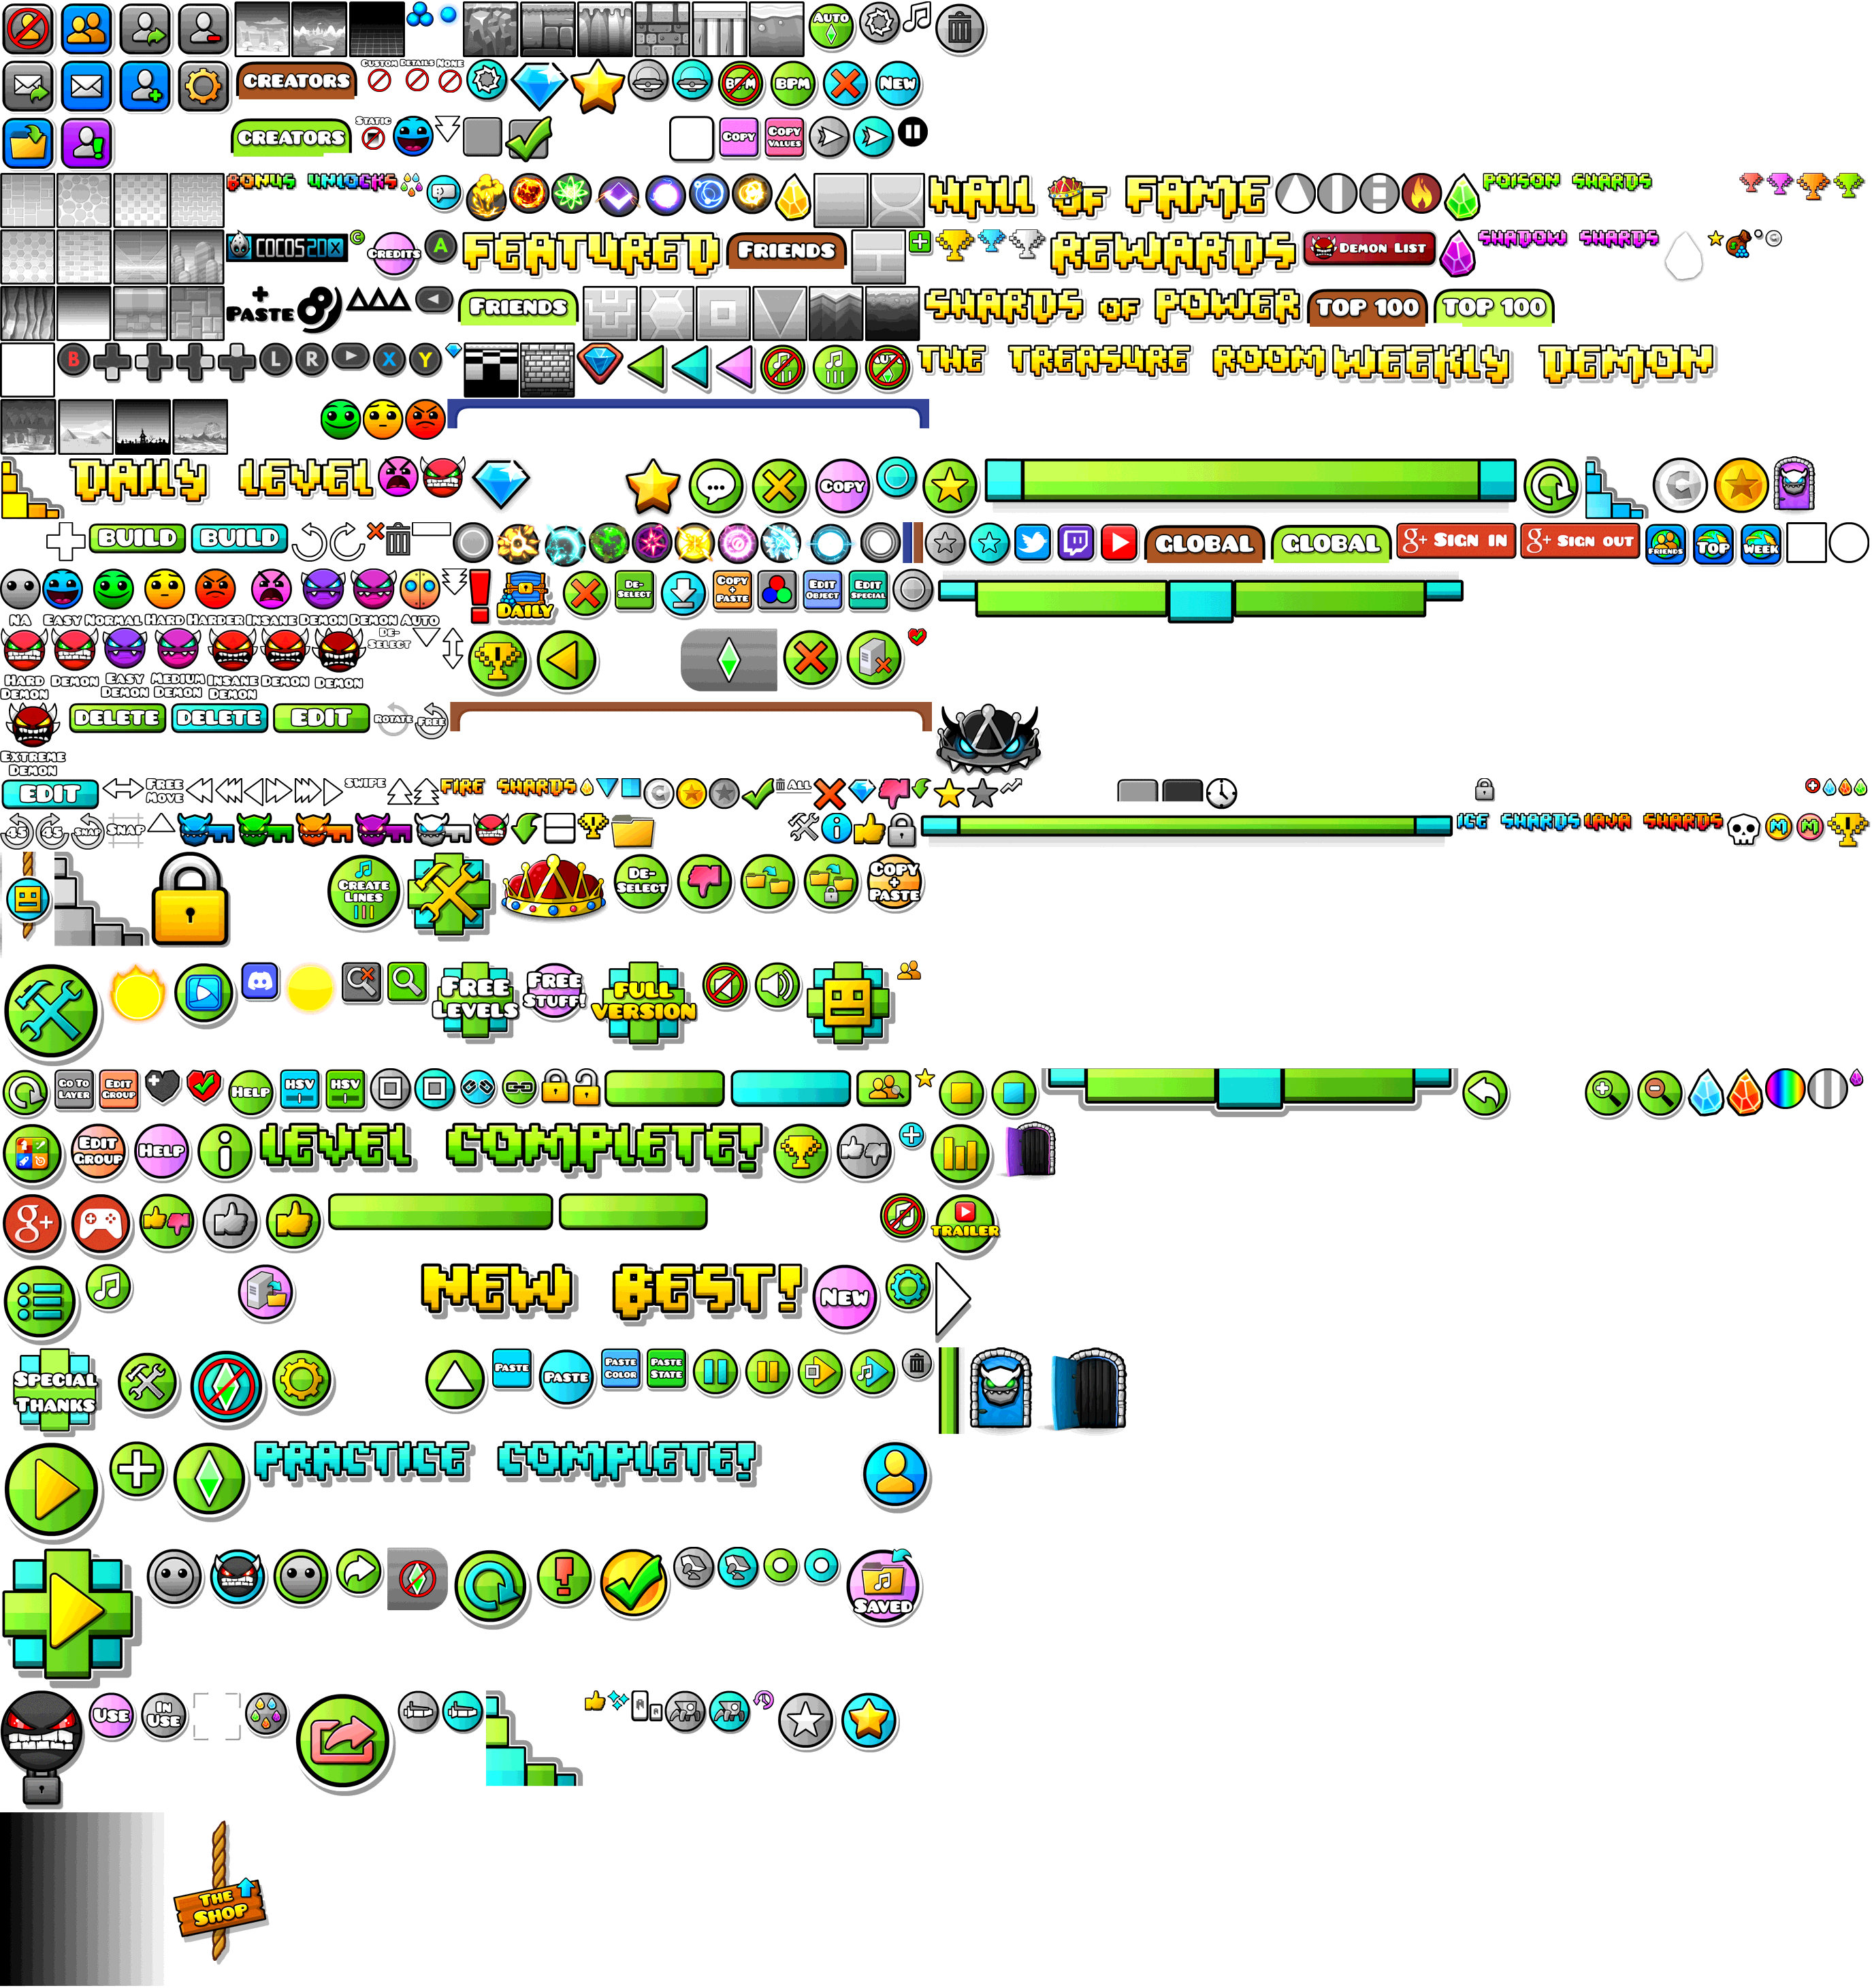 AUTO
CREATORS
CUSTOM
DETAILS
NONE
BPM
BPM
NEW
CREATORS
STATIC
COPY
COPY VALUES
BONUS UNLOCKS
B
HALL OF FAME
POISON SHARDS
COCOS2DX
C
CREDITS
A
FEATURED
FRIENDS
REWARDS
DEMON LIST
SHADOW SHARDS
+
PASTE
FRIENDS
SHARDS OF POWER
TOP 100
TOP 100
B
L
R
X
Y
AUT
THE TREASURE ROOM
WEEKLY DEMON
DAILY LEVEL
COPY
C
BUILD
BUILD
GLOBAL
GLOBAL
g+ SIGN IN
g+ SIGN OUT
FRIENDS
TOP
WEEK
DAILY
DE-
SELECT
COPY
+
PASTE
EDIT
OBJECT
EDIT
SPECIAL
NA
EASY
NORMAL
HARD
HARDER
INSANE
DEMON
DEMON
AUTO
DE-
SELECT
HARD
DEMON
DEMON
EASY
DEMON
MEDIUM
DEMON
INSANE
DEMON
DEMON
DEMON
DELETE
DELETE
EDIT
ROTATE
FREE
EXTREME
DEMON
EDIT
FREE
MOVE
SWIPE
FIRE SHARDS
C
ALL
45
45
SNAP
SNAP
i
ICE SHARDS
LAVA SHARDS
M
M
CREATE
LINES
DE-
SELECT
COPY
+
PASTE
FREE
LEVELS
FREE
STUFF!
FULL
VERSION
GO TO
LAYER
EDIT
GROUP
HELP
HSV
HSV
EDIT
GROUP
HELP
i
LEVEL COMPLETE!
g+
TRAILER
NEW BEST!
NEW
SPECIAL
THANKS
PASTE
PASTE
PASTE
COLOR
PASTE
STATE
PRACTICE COMPLETE!
SAVED
USE
IN
USE
THE
SHOP